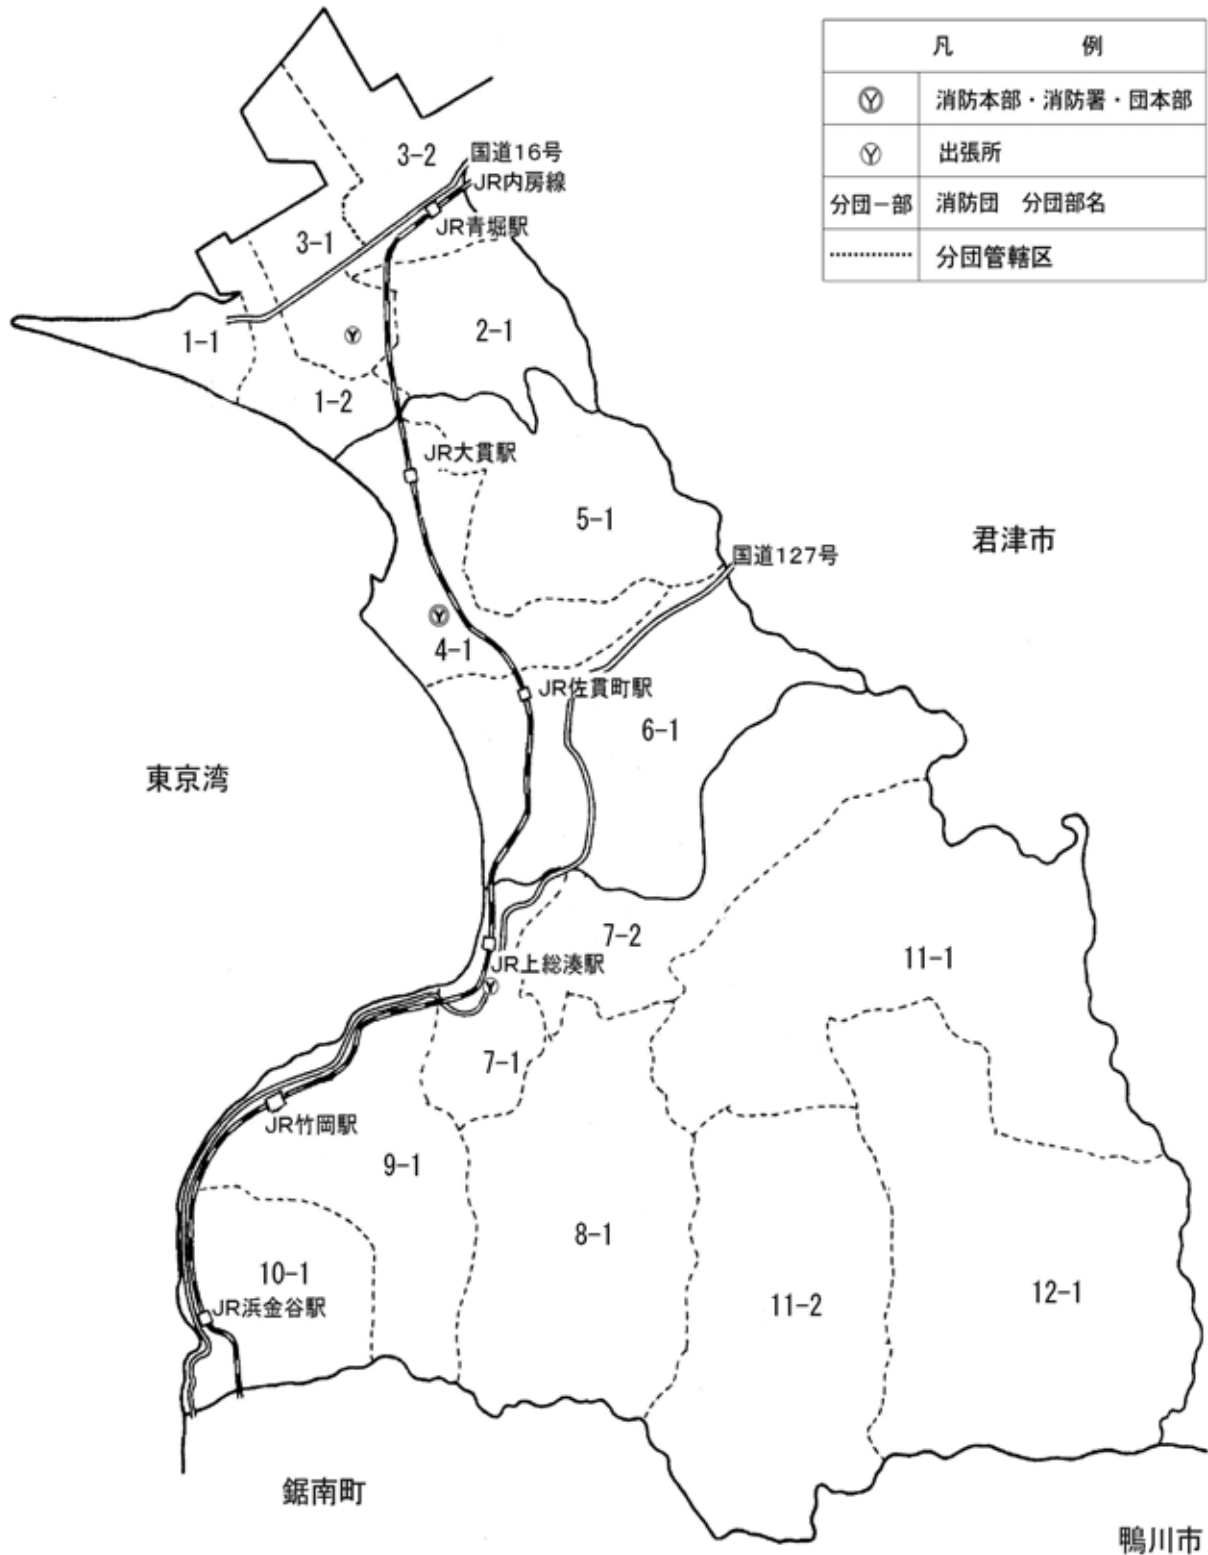 凡 例
消防本部・消防署・団本部
出張所
分団－部 消防団 分団部名
分団管轄区
3-2
国道16号
JR内房線
JR青堀駅
3-1
1-1
2-1
1-2
JR大貫駅
5-1
君津市
国道127号
4-1
JR佐貫町駅
6-1
東京湾
7-2
11-1
JR上総湊駅
7-1
JR竹岡駅
9-1
8-1
10-1
12-1
11-2
JR浜金谷駅
鋸南町
鴨川市